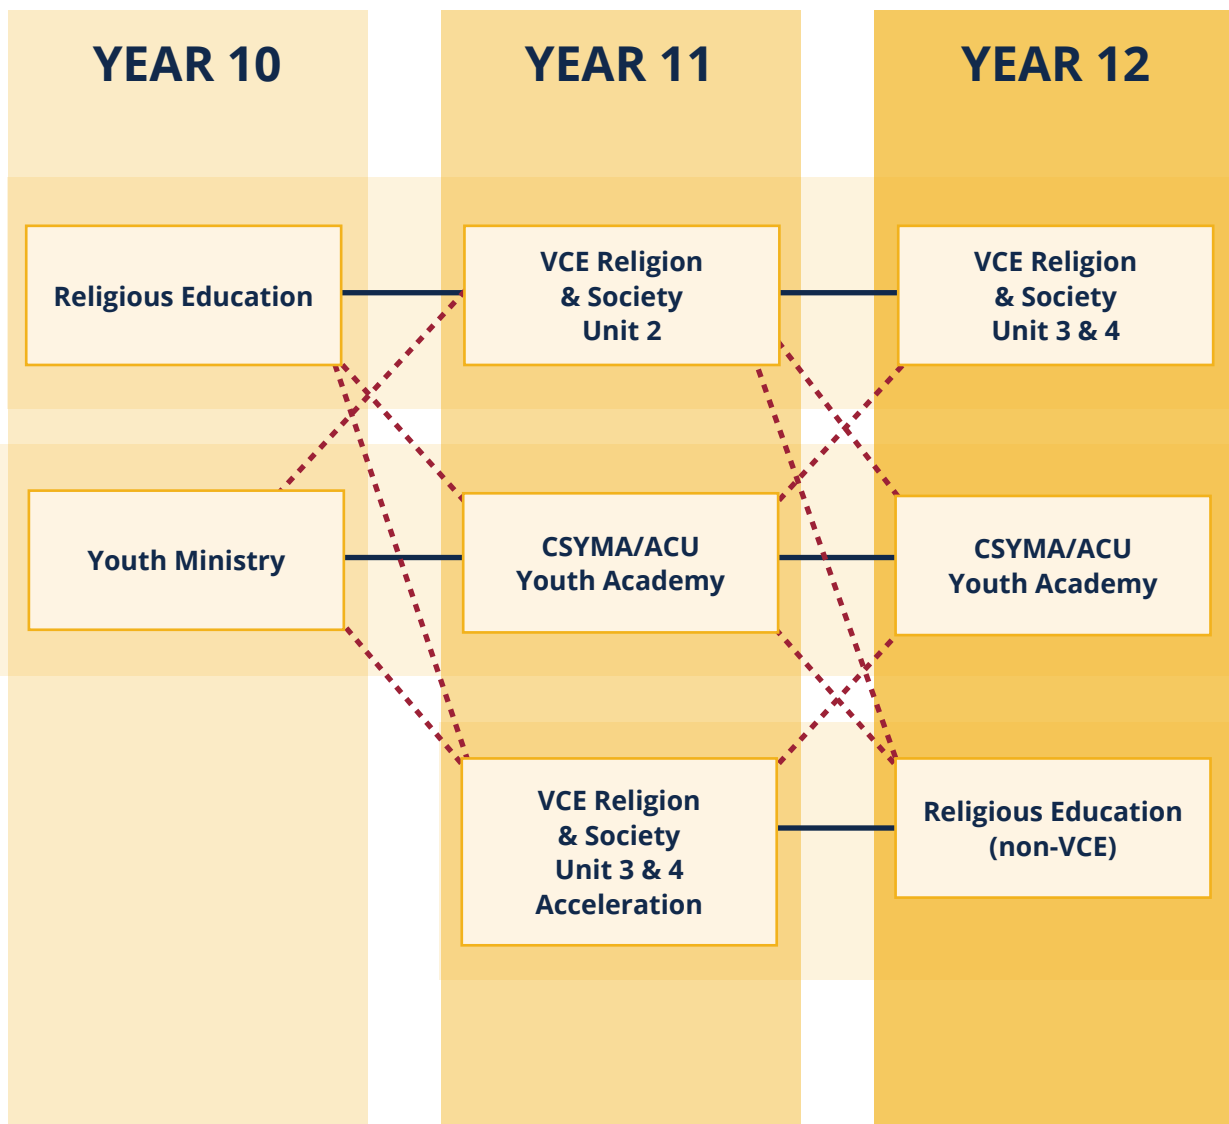 YEAR 10
YEAR 11
YEAR 12
Religious Education
VCE Religion
& Society
Unit 2
VCE Religion
& Society
Unit 3 & 4
Youth Ministry
CSYMA/ACU
Youth Academy
CSYMA/ACU
Youth Academy
VCE Religion
& Society
Unit 3 & 4
Acceleration
Religious Education
(non-VCE)